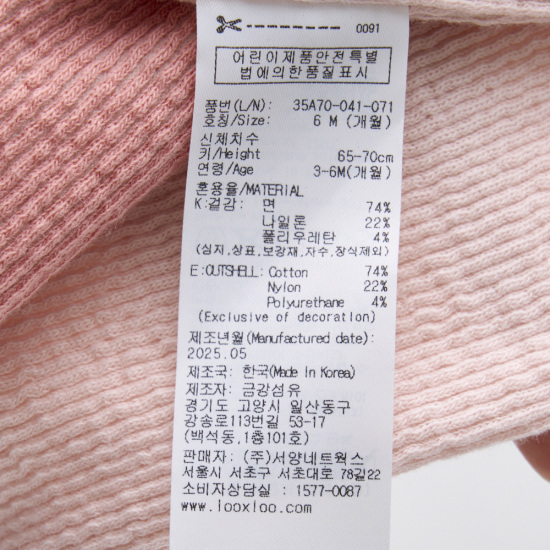 ✂-------- 0091
어린이제품안전특별
법에의한품질표시
품번(L/N): 35A70-041-071
호칭/Size: 6 M (개월)
신체치수
키/Height 65-70cm
연령/Age 3-6M(개월)
혼용율/MATERIAL
K:겉감: 면 74%
나일론 22%
폴리우레탄 4%
(심지,상표,보강재,자수,장식제외)
E:OUTSHELL: Cotton 74%
Nylon 22%
Polyurethane 4%
(Exclusive of decoration)
제조년월(Manufactured date):
2025.05
제조국: 한국(Made In Korea)
제조자: 금강섬유
경기도 고양시 일산동구
강송로113번길 53-17
(백석동,1층101호)
판매자: (주)서양네트웍스
서울시 서초구 서초대로 78길22
소비자상담실 : 1577-0087
www.looxloo.com